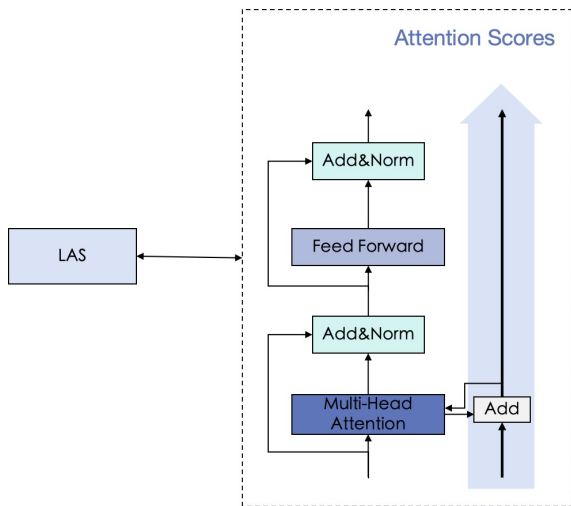 Attention Scores
Add&Norm
Feed Forward
LAS
Add&Norm
Multi-Head
Attention
Add